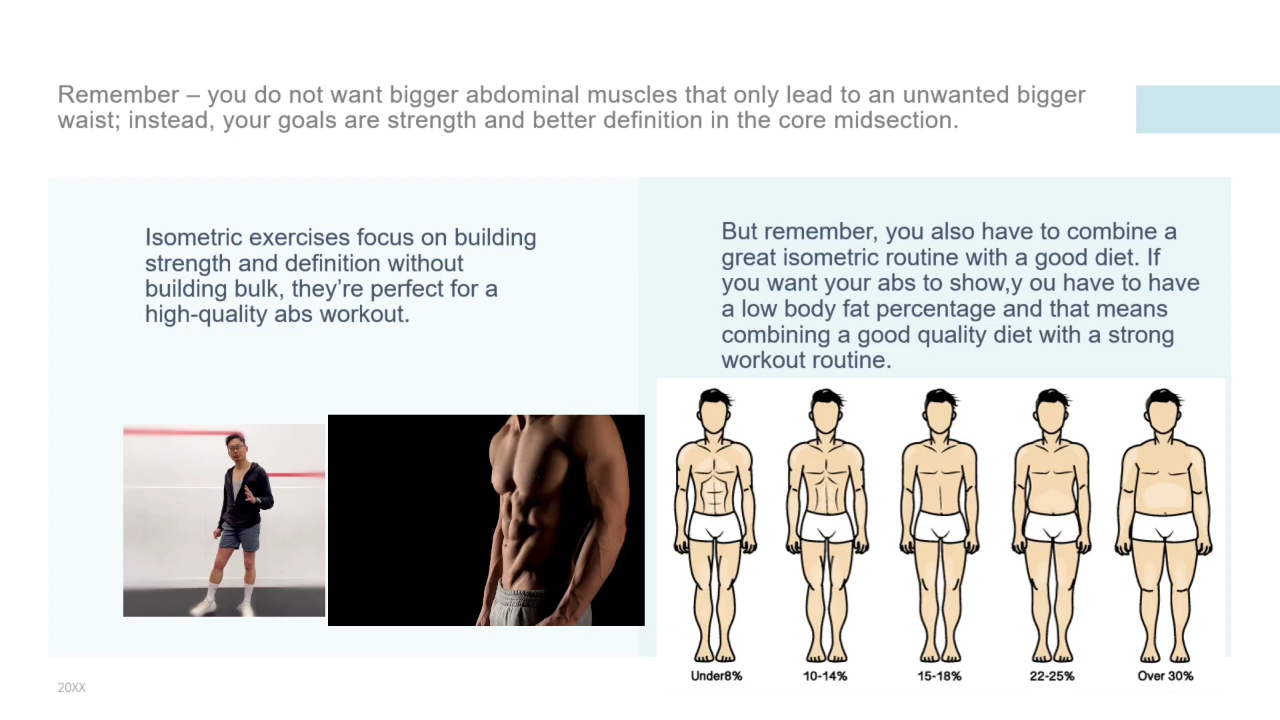 Remember – you do not want bigger abdominal muscles that only lead to an unwanted bigger
waist; instead, your goals are strength and better definition in the core midsection.
Isometric exercises focus on building
strength and definition without
building bulk, they’re perfect for a
high-quality abs workout.
But remember, you also have to combine a
great isometric routine with a good diet. If
you want your abs to show,y ou have to have
a low body fat percentage and that means
combining a good quality diet with a strong
workout routine.
Under8% 10-14% 15-18% 22-25% Over 30%
20XX